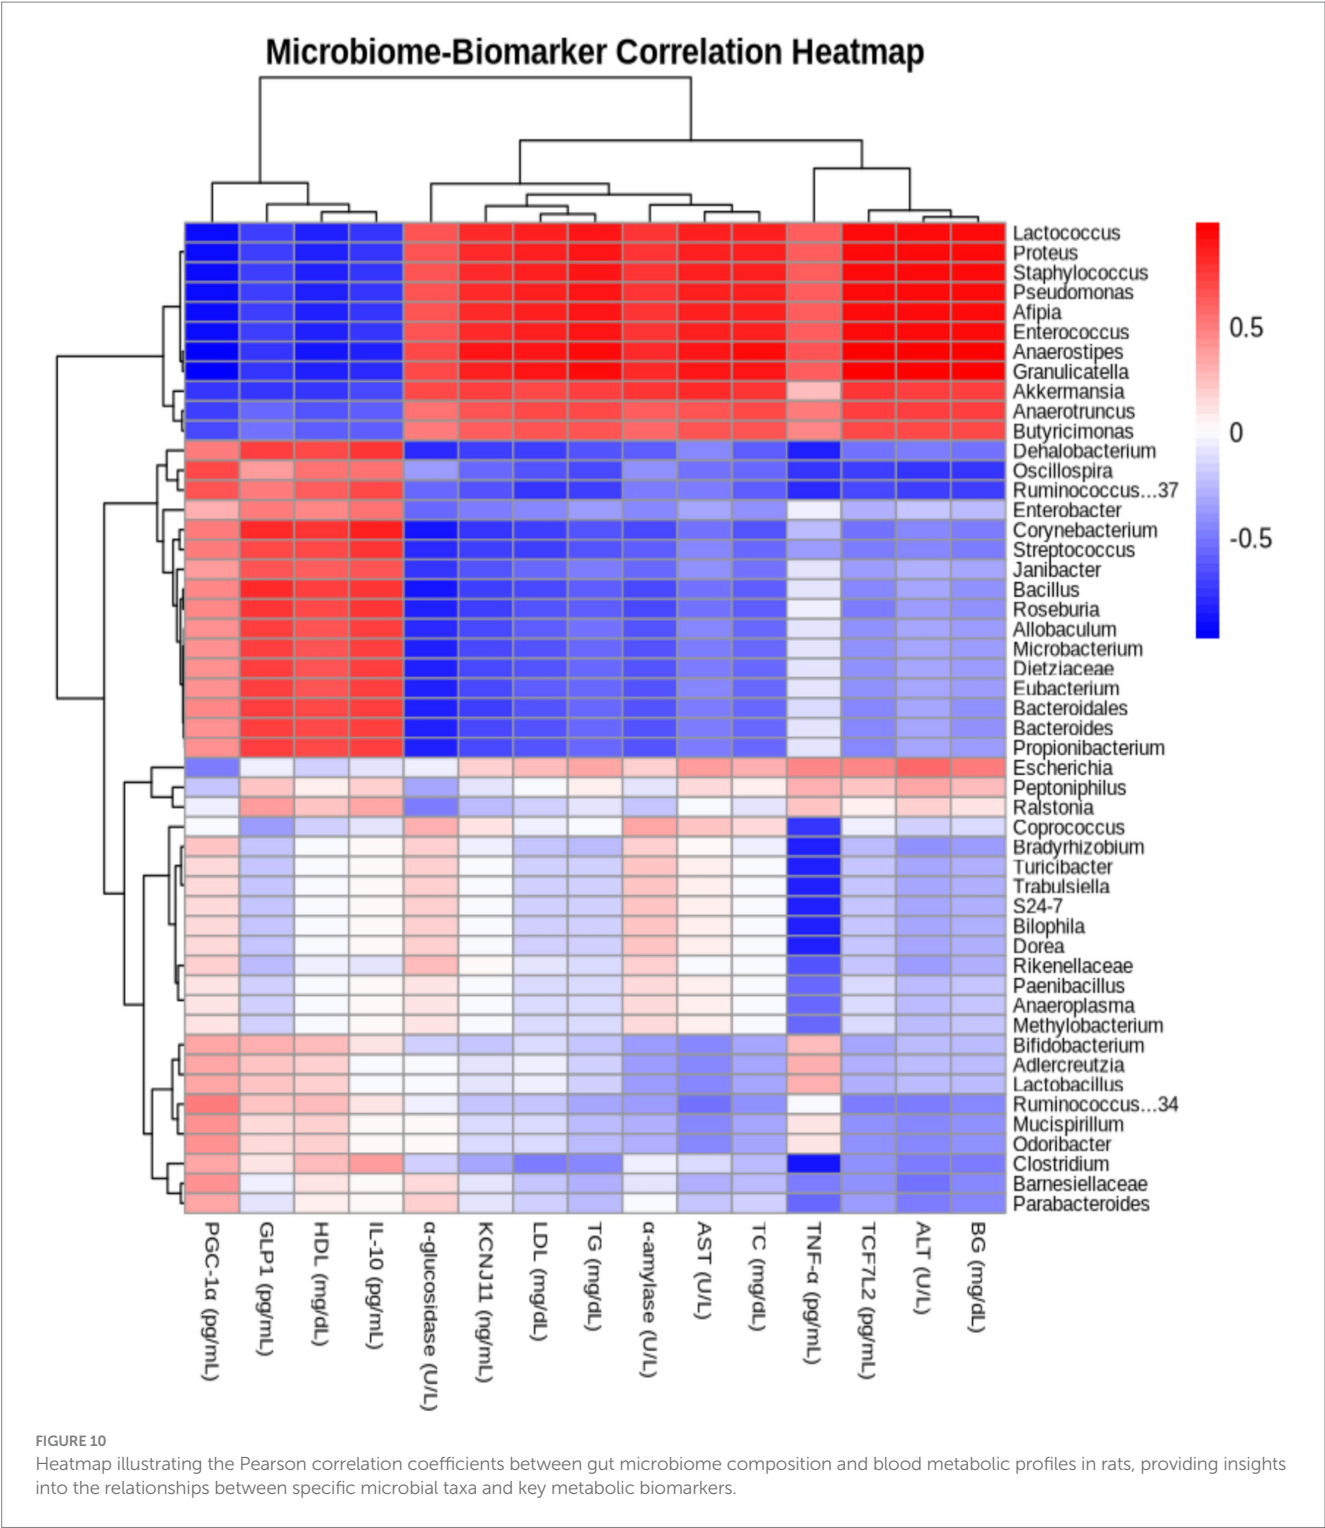 Microbiome-Biomarker Correlation Heatmap
Lactococcus
Proteus
Staphylococcus
Pseudomonas
Afipia
Enterococcus
Anaerostipes
Granulicatella
Akkermansia
Anaerotruncus
Butyricimonas
Dehalobacterium
Oscillospira
Ruminococcus...37
Enterobacter
Corynebacterium
Streptococcus
Janibacter
Bacillus
Roseburia
Allobaculum
Microbacterium
Dietziaceae
Eubacterium
Bacteroidales
Bacteroides
Propionibacterium
Escherichia
Peptoniphilus
Ralstonia
Coprococcus
Bradyrhizobium
Turicibacter
Trabulsiella
S24-7
Bilophila
Dorea
Rikenellaceae
Paenibacillus
Anaeroplasma
Methylobacterium
Bifidobacterium
Adlercreutzia
Lactobacillus
Ruminococcus...34
Mucispirillum
Odoribacter
Clostridium
Barnesiellaceae
Parabacteroides
0.5
0
-0.5
PGC-1α (pg/mL)
GLP1 (pg/mL)
HDL (mg/dL)
IL-10 (pg/mL)
α-glucosidase (U/L)
KCNJ11 (ng/mL)
LDL (mg/dL)
TG (mg/dL)
α-amylase (U/L)
AST (U/L)
TC (mg/dL)
TNF-α (pg/mL)
TCF7L2 (pg/mL)
ALT (U/L)
BG (mg/dL)
FIGURE 10
Heatmap illustrating the Pearson correlation coefficients between gut microbiome composition and blood metabolic profiles in rats, providing insights
into the relationships between specific microbial taxa and key metabolic biomarkers.